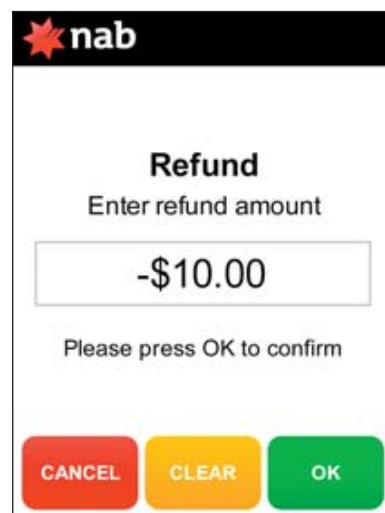 nab
Refund
Enter refund amount
-$10.00
Please press OK to confirm
CANCEL CLEAR OK